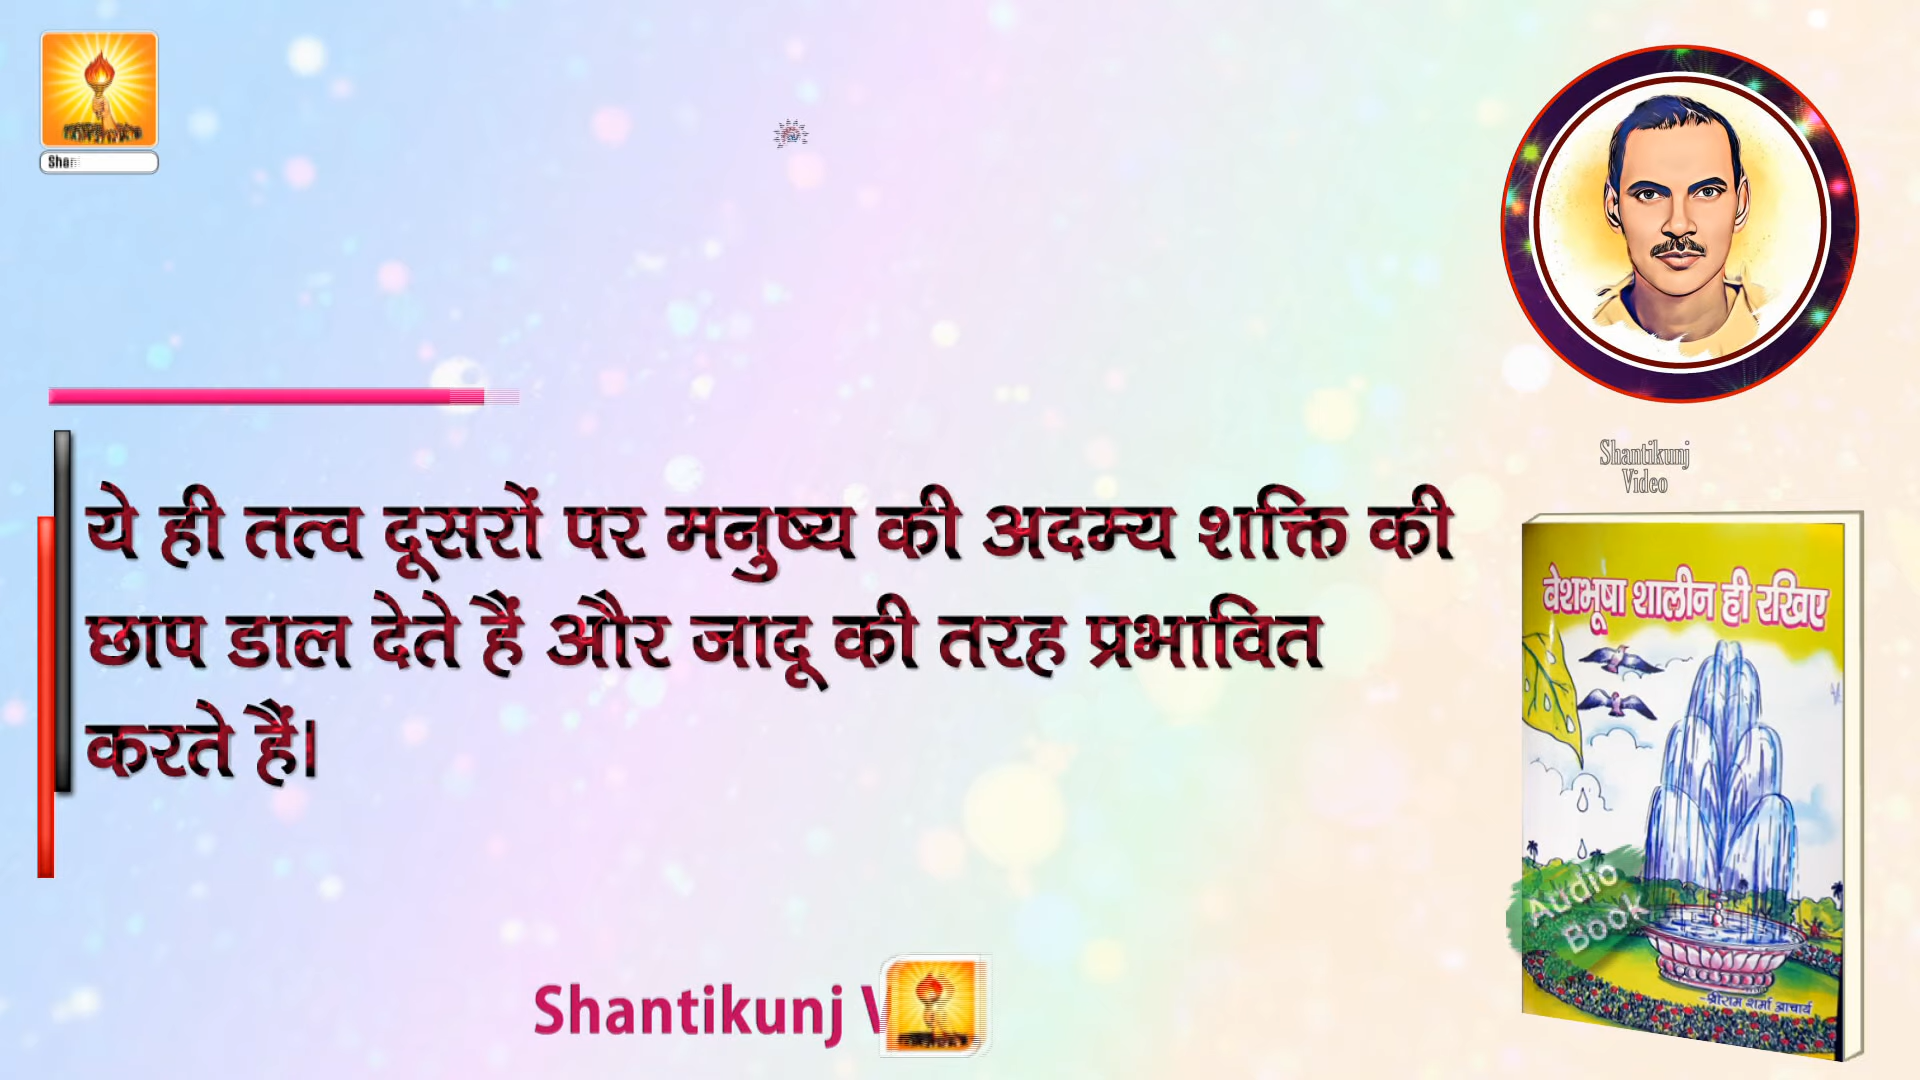 Sha
Shantikunj
Video
ये ही तत्व दूसरों पर मनुष्य की अदम्य शक्ति की
छाप डाल देते हैं और जादू की तरह प्रभावित
करते हैं।
वेशभूषा शालीन ही रखिए
Audio
Book
-श्रीराम शर्मा आचार्य
Shantikunj V